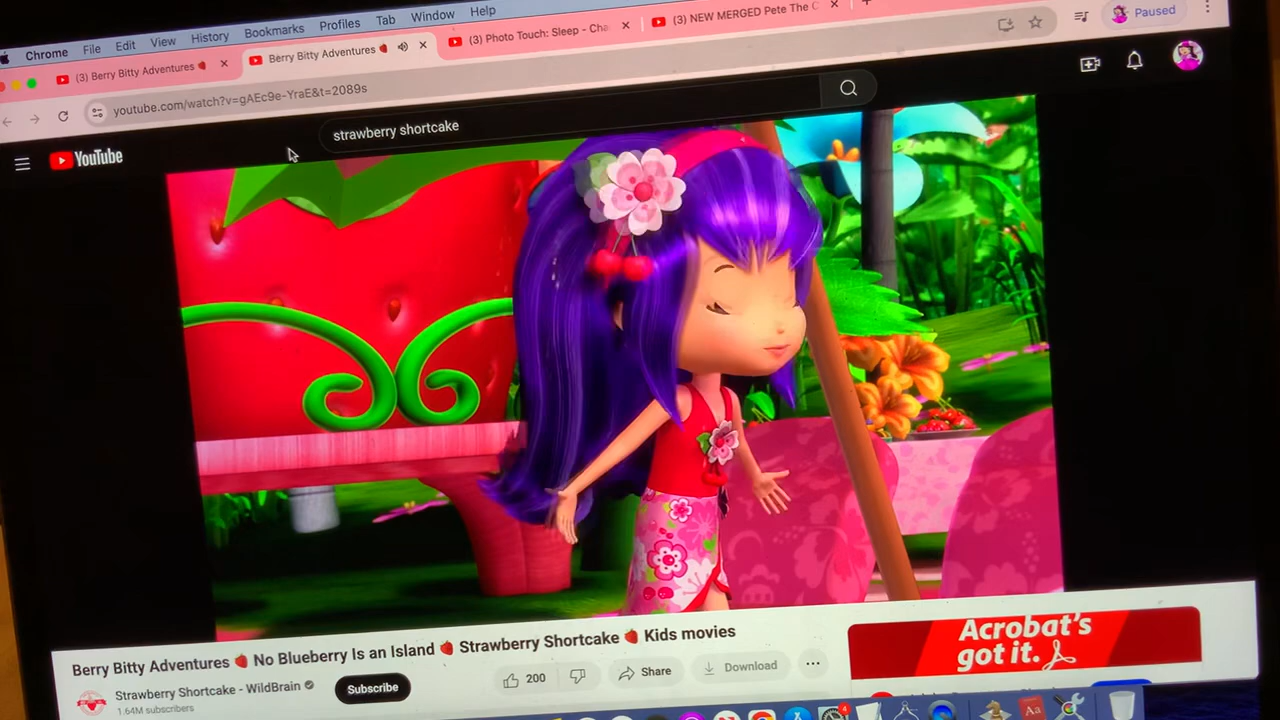 Chrome File Edit View History Bookmarks Profiles Tab Window Help
(3) Berry Bitty Adventures 🍓
Berry Bitty Adventures 🍓
(3) Photo Touch: Sleep - Cha
(3) NEW MERGED Pete The C
youtube.com/watch?v=gAEc9e-YraE&t=2089s
Paused
YouTube
strawberry shortcake
Berry Bitty Adventures 🍓 No Blueberry Is an Island 🍓 Strawberry Shortcake 🍓 Kids movies
Strawberry Shortcake - WildBrain
1.64M subscribers
Subscribe
200
Share
Download
Acrobat's
got it.
4
Aa